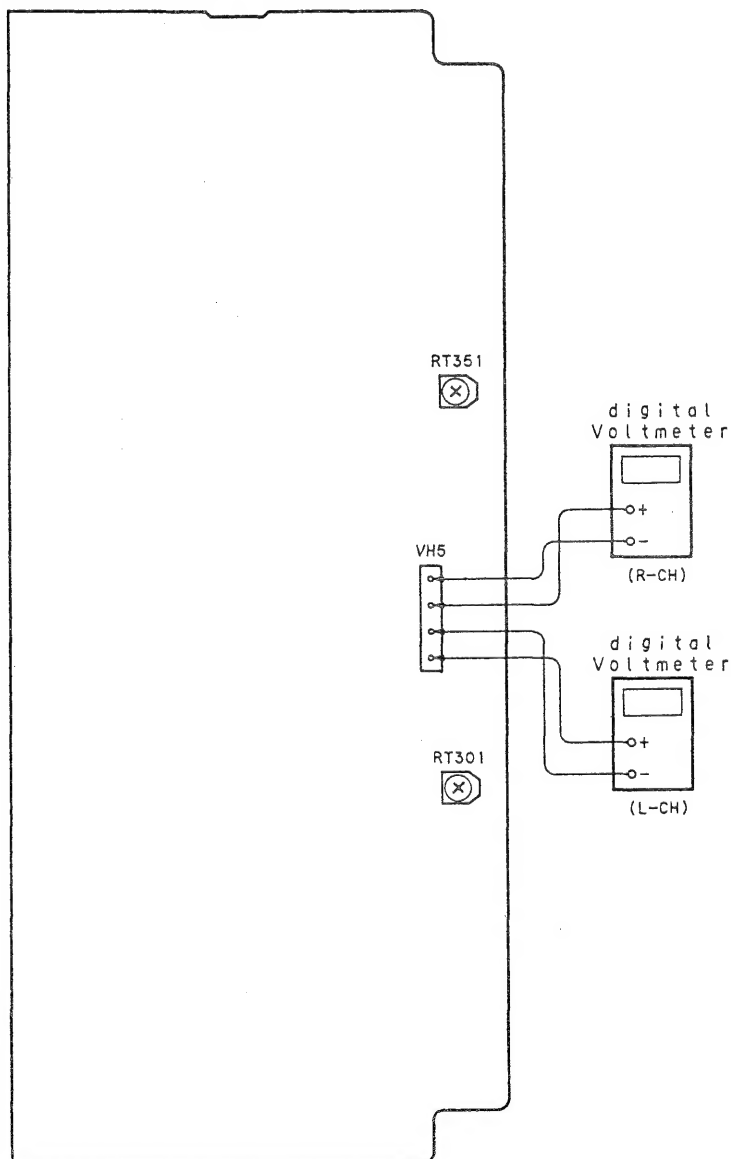 RT351
digital
Voltmeter
+
-
(R-CH)
VH5
digital
Voltmeter
+
-
(L-CH)
RT301